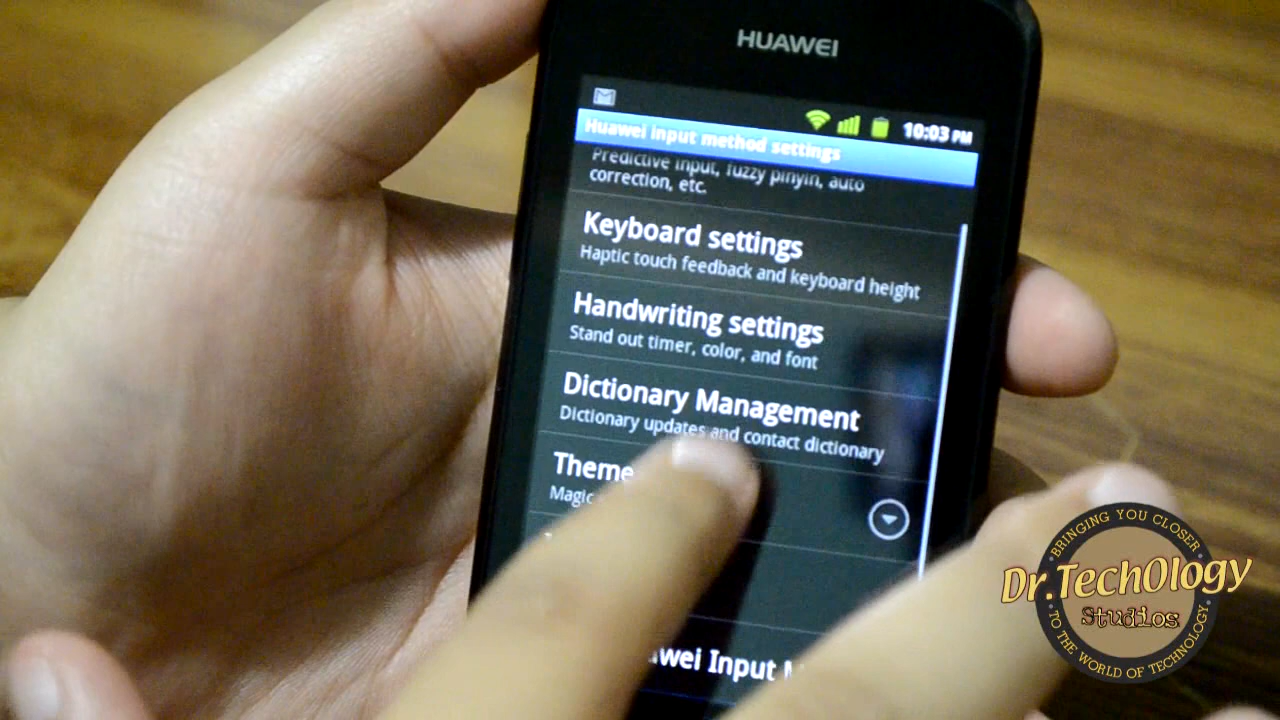 HUAWEI
10:03 PM
Huawei input method settings
Predictive input, fuzzy pinyin, auto
correction, etc.
Keyboard settings
Haptic touch feedback and keyboard height
Handwriting settings
Stand out timer, color, and font
Dictionary Management
Dictionary updates and contact dictionary
Theme
Magic
Input
BRINGING YOU CLOSER
Dr.TechOlogy
Studios
TO THE WORLD OF TECHNOLOGY